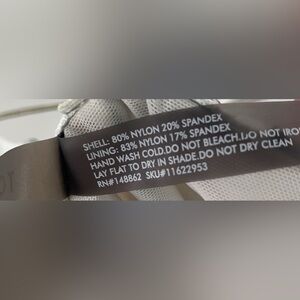 SHELL: 80% NYLON 20% SPANDEX
LINING: 83% NYLON 17% SPANDEX
HAND WASH COLD.DO NOT BLEACH.DO NOT IRO
LAY FLAT TO DRY IN SHADE.DO NOT DRY CLEAN
RN#148862 SKU#11622953